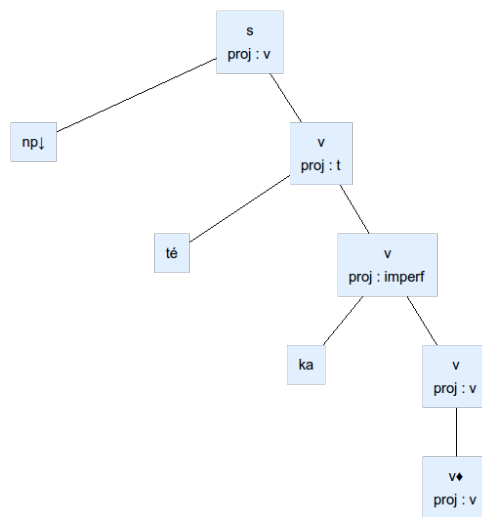 s
proj : v
np↓
v
proj : t
té
v
proj : imperf
ka
v
proj : v
v♦
proj : v